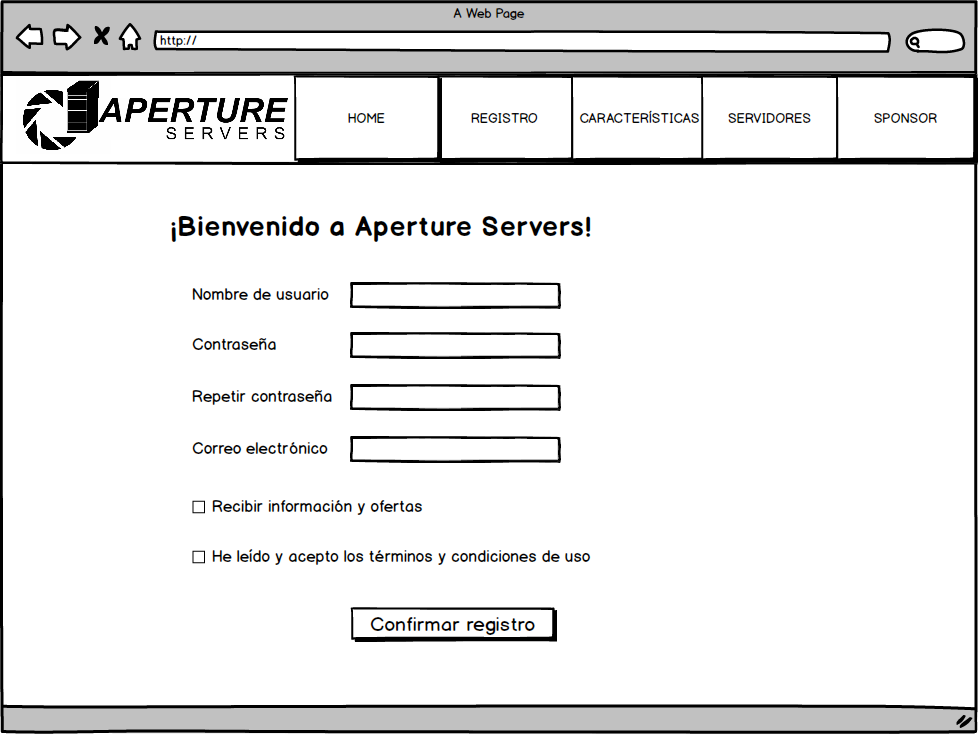 A Web Page
http://
APERTURE
SERVERS
HOME
REGISTRO
CARACTERÍSTICAS
SERVIDORES
SPONSOR
¡Bienvenido a Aperture Servers!
Nombre de usuario
Contraseña
Repetir contraseña
Correo electrónico
Recibir información y ofertas
He leído y acepto los términos y condiciones de uso
Confirmar registro